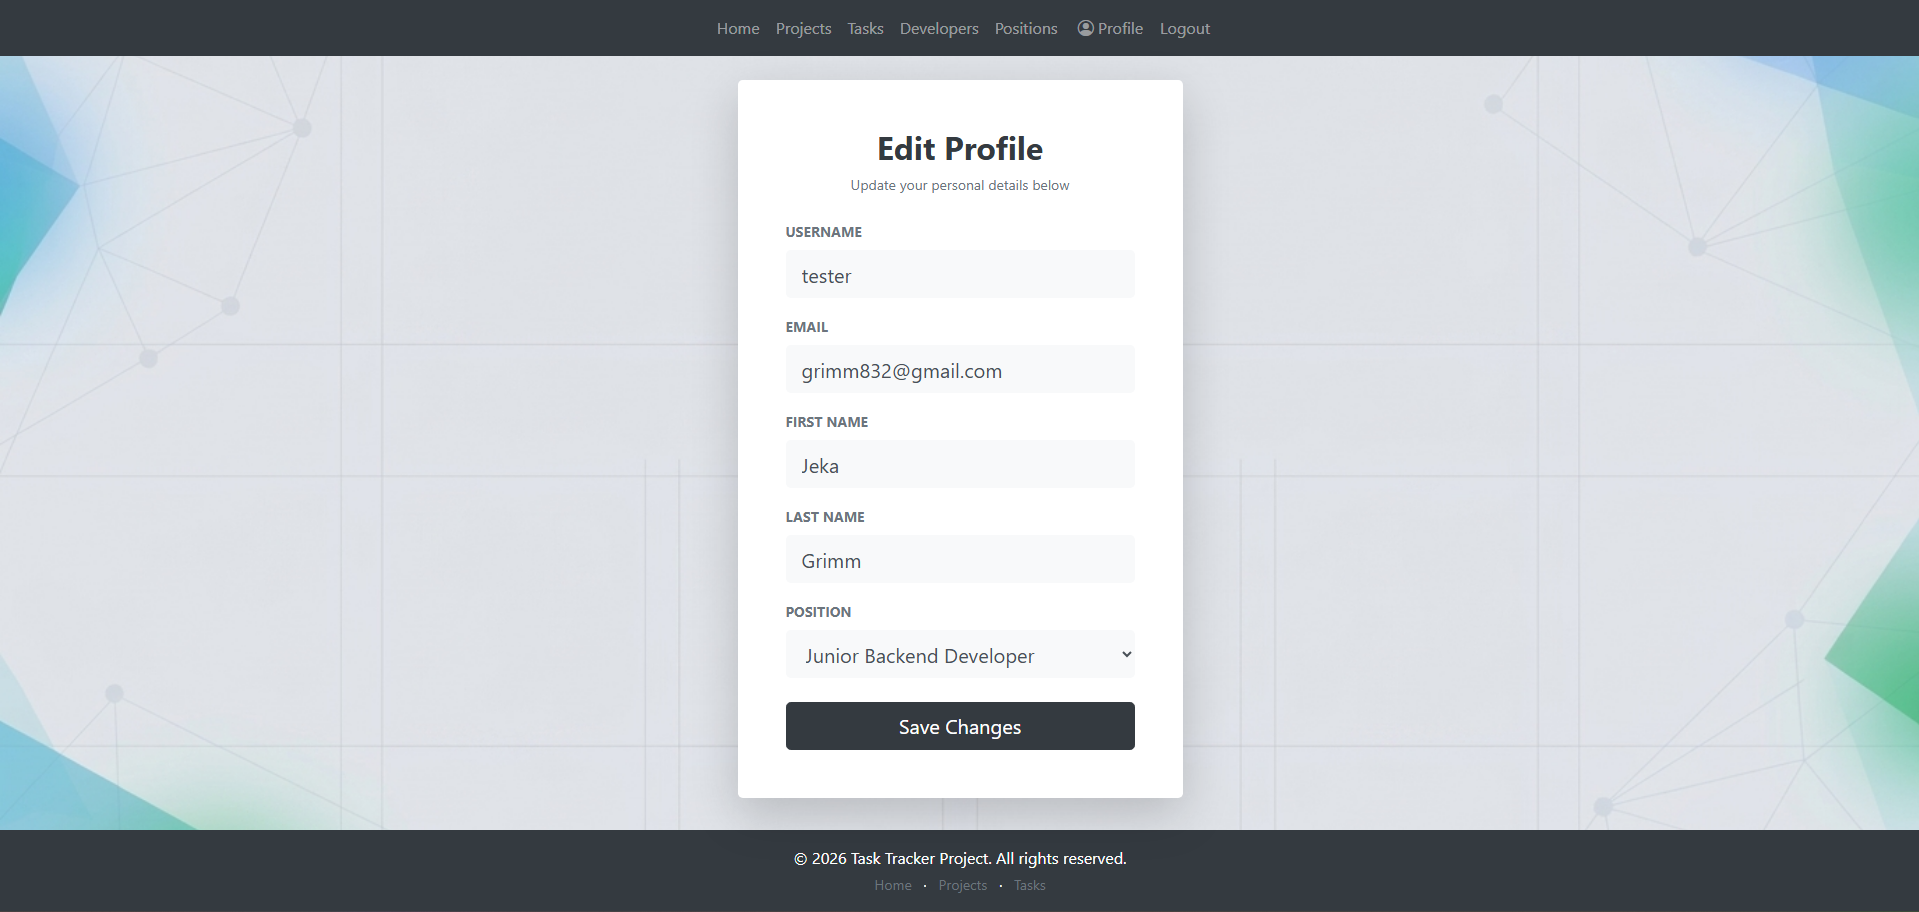 Home Projects Tasks Developers Positions Profile Logout
Edit Profile
Update your personal details below
USERNAME
tester
EMAIL
grimm832@gmail.com
FIRST NAME
Jeka
LAST NAME
Grimm
POSITION
Junior Backend Developer
Save Changes
© 2026 Task Tracker Project. All rights reserved.
Home · Projects · Tasks